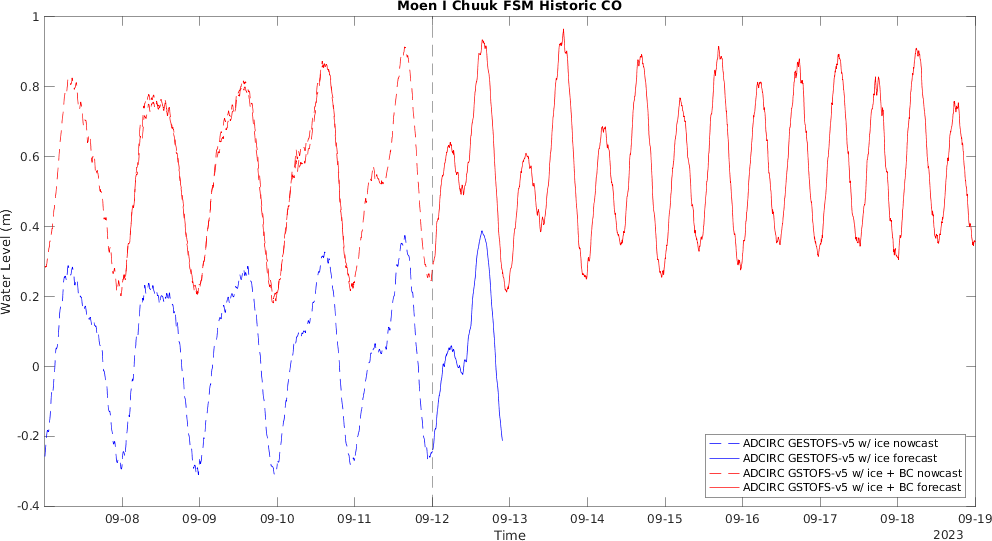 Moen I Chuuk FSM Historic CO
1
0.8
0.6
0.4
0.2
0
-0.2
-0.4
Water Level (m)
ADCIRC GESTOFS-v5 w/ ice nowcast
ADCIRC GESTOFS-v5 w/ ice forecast
ADCIRC GSTOFS-v5 w/ ice + BC nowcast
ADCIRC GSTOFS-v5 w/ ice + BC forecast
09-08 09-09 09-10 09-11 09-12 09-13 09-14 09-15 09-16 09-17 09-18 09-19
Time
2023